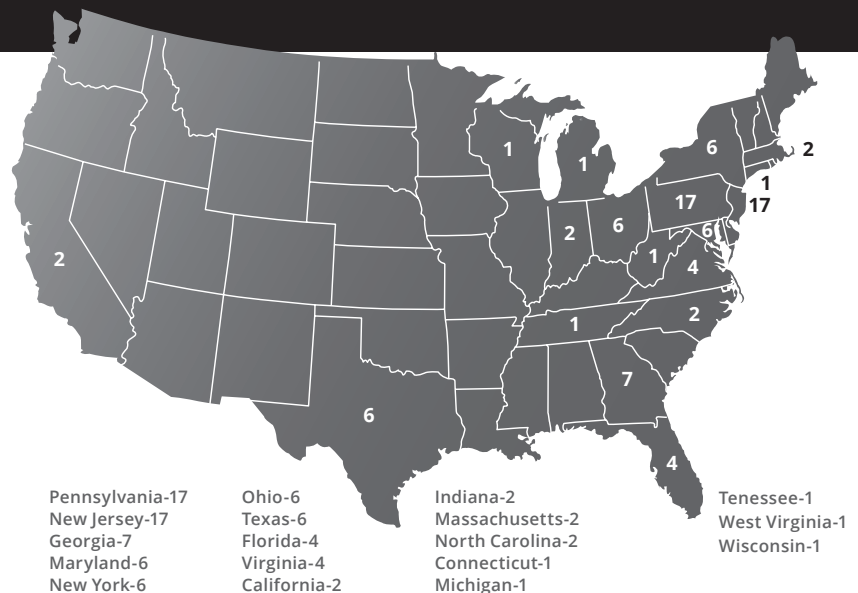 1
1
6
2
1
17
17
2
6
6
1
4
2
2
1
7
6
4
Pennsylvania-17
New Jersey-17
Georgia-7
Maryland-6
New York-6
Ohio-6
Texas-6
Florida-4
Virginia-4
California-2
Indiana-2
Massachusetts-2
North Carolina-2
Connecticut-1
Michigan-1
Tenessee-1
West Virginia-1
Wisconsin-1